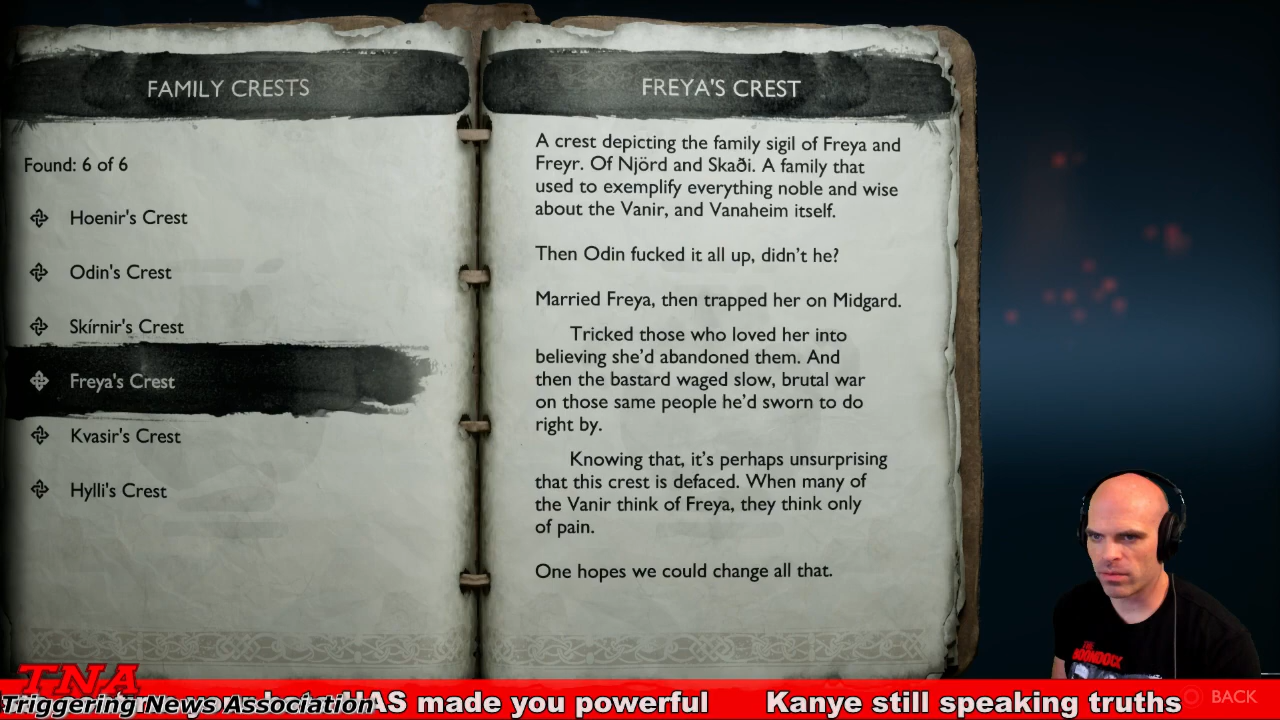 FAMILY CRESTS
Found: 6 of 6
Hoenir's Crest
Odin's Crest
Skírnir's Crest
Freya's Crest
Kvasir's Crest
Hylli's Crest
FREYA'S CREST
A crest depicting the family sigil of Freya and
Freyr. Of Njörd and Skaði. A family that
used to exemplify everything noble and wise
about the Vanir, and Vanaheim itself.
Then Odin fucked it all up, didn't he?
Married Freya, then trapped her on Midgard.
Tricked those who loved her into
believing she'd abandoned them. And
then the bastard waged slow, brutal war
on those same people he'd sworn to do
right by.
Knowing that, it's perhaps unsurprising
that this crest is defaced. When many of
the Vanir think of Freya, they think only
of pain.
One hopes we could change all that.
THE
BOONDOCK
TNA
Triggering News Association
HAS made you powerful Kanye still speaking truths
BACK